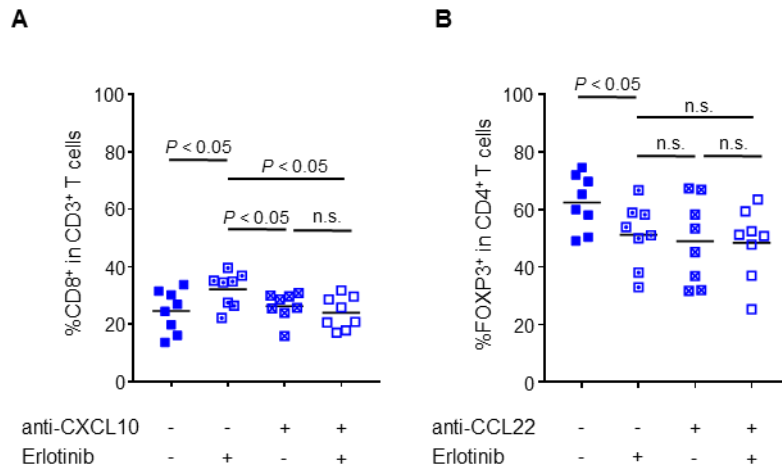 A
%CD8⁺ in CD3⁺ T cells
100
80
60
40
20
0
P < 0.05
P < 0.05
P < 0.05
n.s.
anti-CXCL10 - - + +
Erlotinib - + - +
B
%FOXP3⁺ in CD4⁺ T cells
100
80
60
40
20
0
P < 0.05
n.s.
n.s.
n.s.
anti-CCL22 - - + +
Erlotinib - + - +